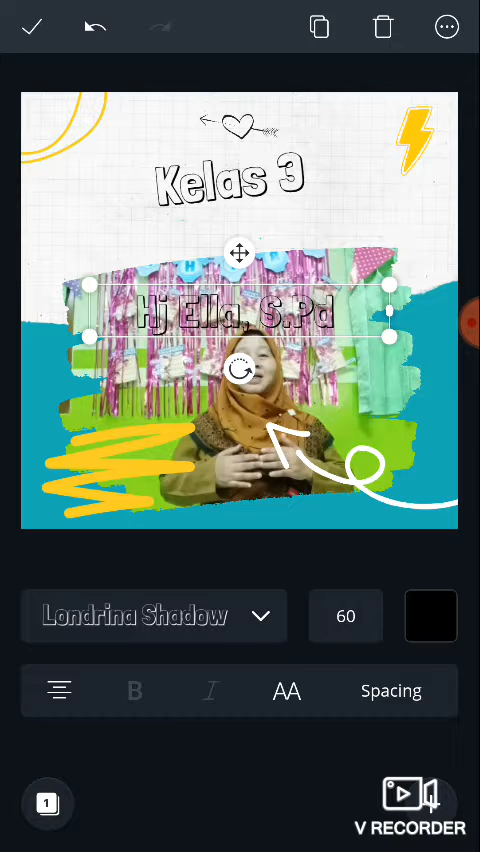 Kelas 3
H
Hj Ella, S.Pd
Londrina Shadow
60
B
I
AA
Spacing
1
V RECORDER